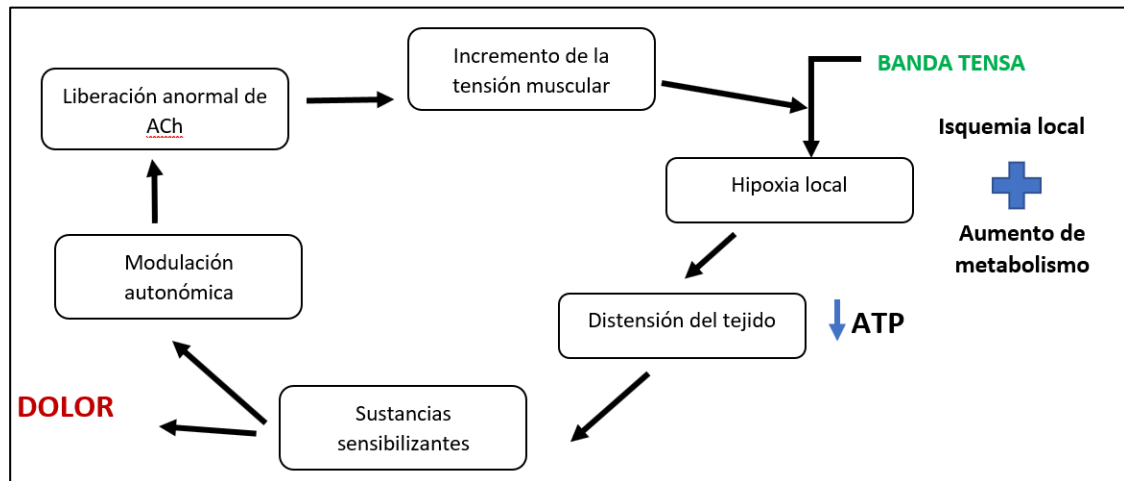 Incremento de la
tensión muscular
BANDA TENSA
Liberación anormal de
ACh
Isquemia local
Hipoxia local
Aumento de
metabolismo
Modulación
autonómica
Distensión del tejido
ATP
DOLOR
Sustancias
sensibilizantes